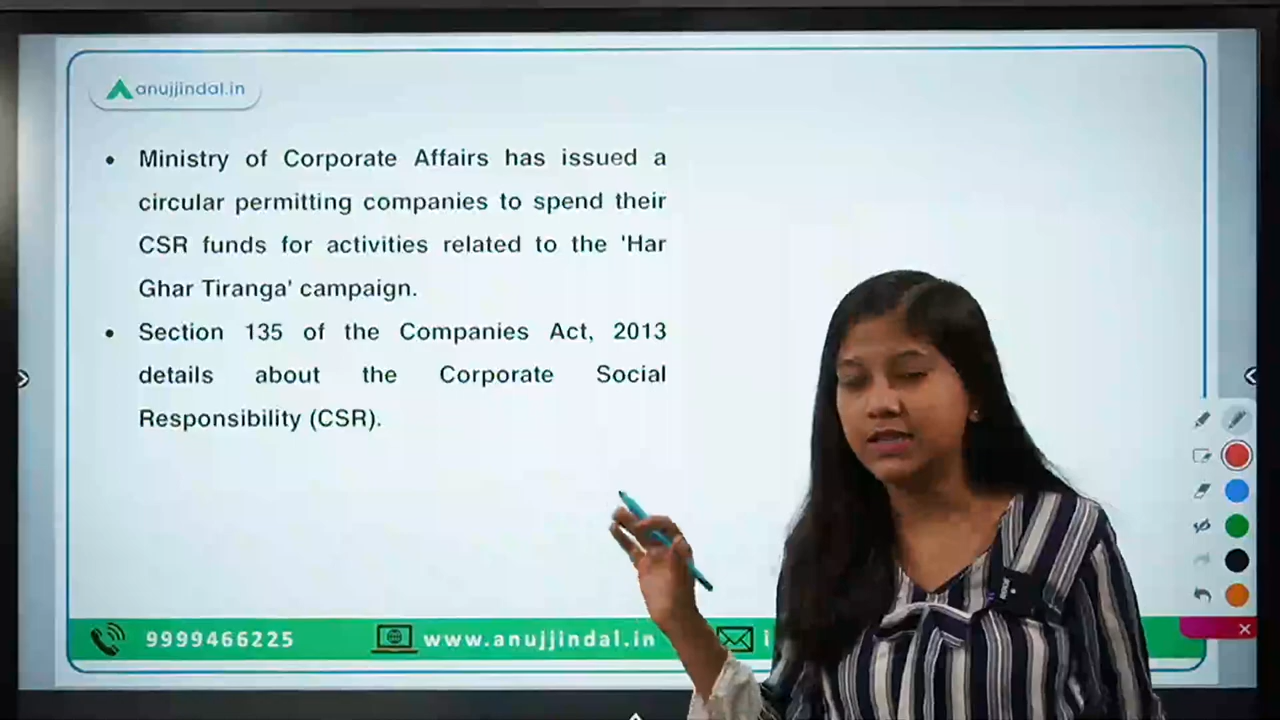 anujjindal.in
• Ministry of Corporate Affairs has issued a
circular permitting companies to spend their
CSR funds for activities related to the 'Har
Ghar Tiranga' campaign.
• Section 135 of the Companies Act, 2013
details about the Corporate Social
Responsibility (CSR).
9999466225 www.anujjindal.in